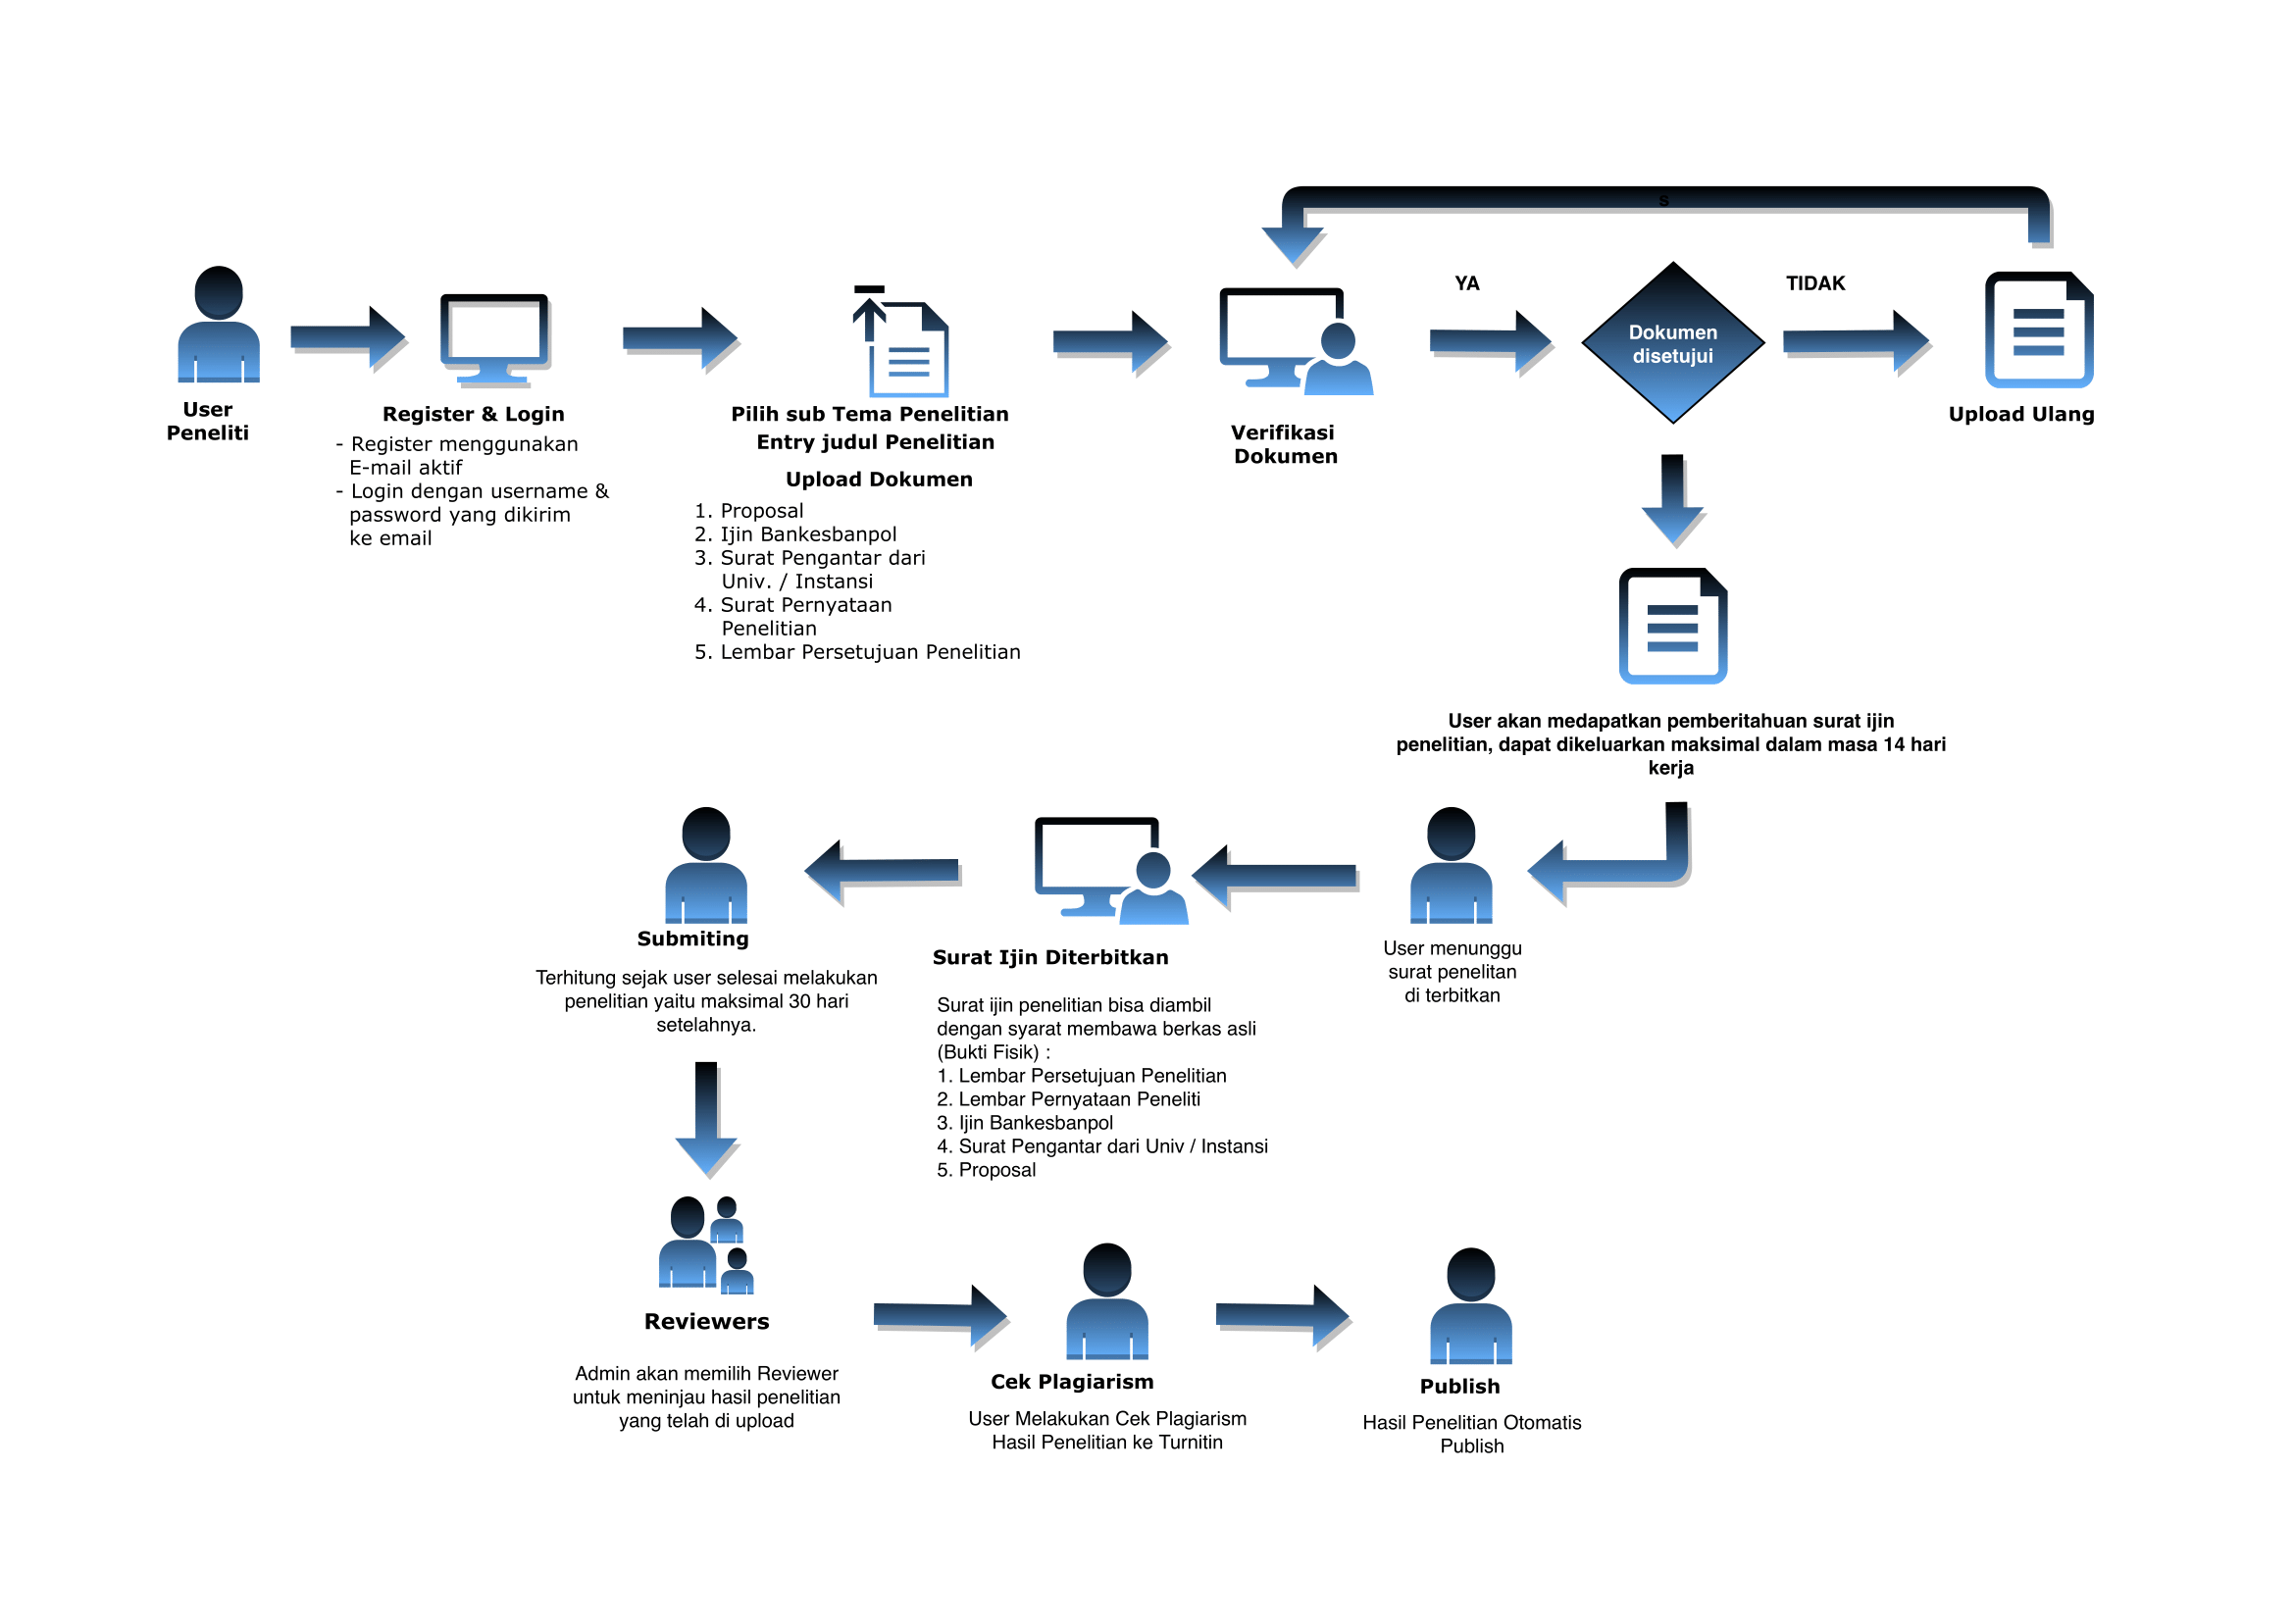 s
YA
TIDAK
Dokumen
disetujui
User
Peneliti
Register & Login
- Register menggunakan
E-mail aktif
- Login dengan username &
password yang dikirim
ke email
Pilih sub Tema Penelitian
Entry judul Penelitian
Upload Dokumen
1. Proposal
2. Ijin Bankesbanpol
3. Surat Pengantar dari
Univ. / Instansi
4. Surat Pernyataan
Penelitian
5. Lembar Persetujuan Penelitian
Verifikasi
Dokumen
Upload Ulang
User akan medapatkan pemberitahuan surat ijin
penelitian, dapat dikeluarkan maksimal dalam masa 14 hari
kerja
User menunggu
surat penelitan
di terbitkan
Surat Ijin Diterbitkan
Surat ijin penelitian bisa diambil
dengan syarat membawa berkas asli
(Bukti Fisik) :
1. Lembar Persetujuan Penelitian
2. Lembar Pernyataan Peneliti
3. Ijin Bankesbanpol
4. Surat Pengantar dari Univ / Instansi
5. Proposal
Submiting
Terhitung sejak user selesai melakukan
penelitian yaitu maksimal 30 hari
setelahnya.
Reviewers
Admin akan memilih Reviewer
untuk meninjau hasil penelitian
yang telah di upload
Cek Plagiarism
User Melakukan Cek Plagiarism
Hasil Penelitian ke Turnitin
Publish
Hasil Penelitian Otomatis
Publish